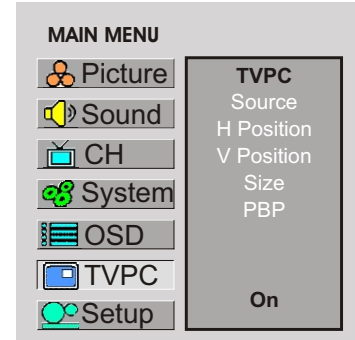 MAIN MENU
Picture
Sound
CH
System
OSD
TVPC
Setup
TVPC
Source
H Position
V Position
Size
PBP
On